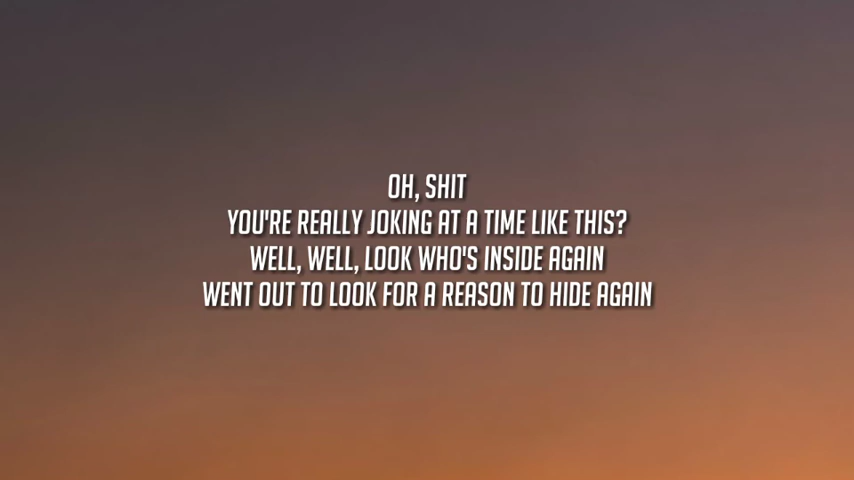 OH, SHIT
YOU'RE REALLY JOKING AT A TIME LIKE THIS?
WELL, WELL, LOOK WHO'S INSIDE AGAIN
WENT OUT TO LOOK FOR A REASON TO HIDE AGAIN